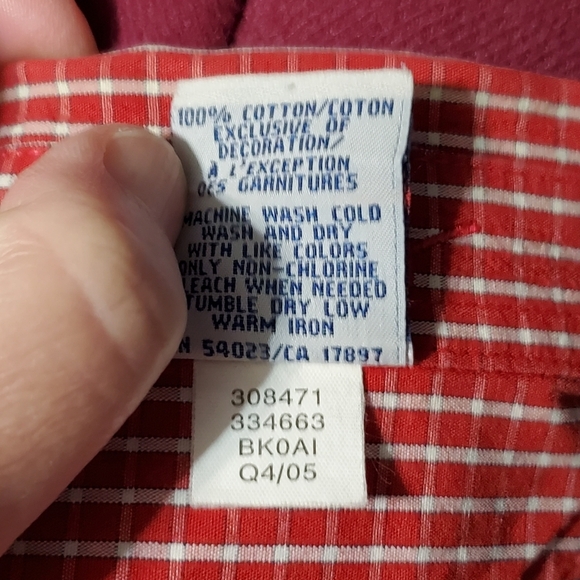 100% COTTON/COTON
EXCLUSIVE OF
DECORATION/
A L'EXCEPTION
DES GARNITURES
MACHINE WASH COLD
WASH AND DRY
WITH LIKE COLORS
ONLY NON-CHLORINE
BLEACH WHEN NEEDED
TUMBLE DRY LOW
WARM IRON
N 54023/CA 17897
308471
334663
BK0AI
Q4/05